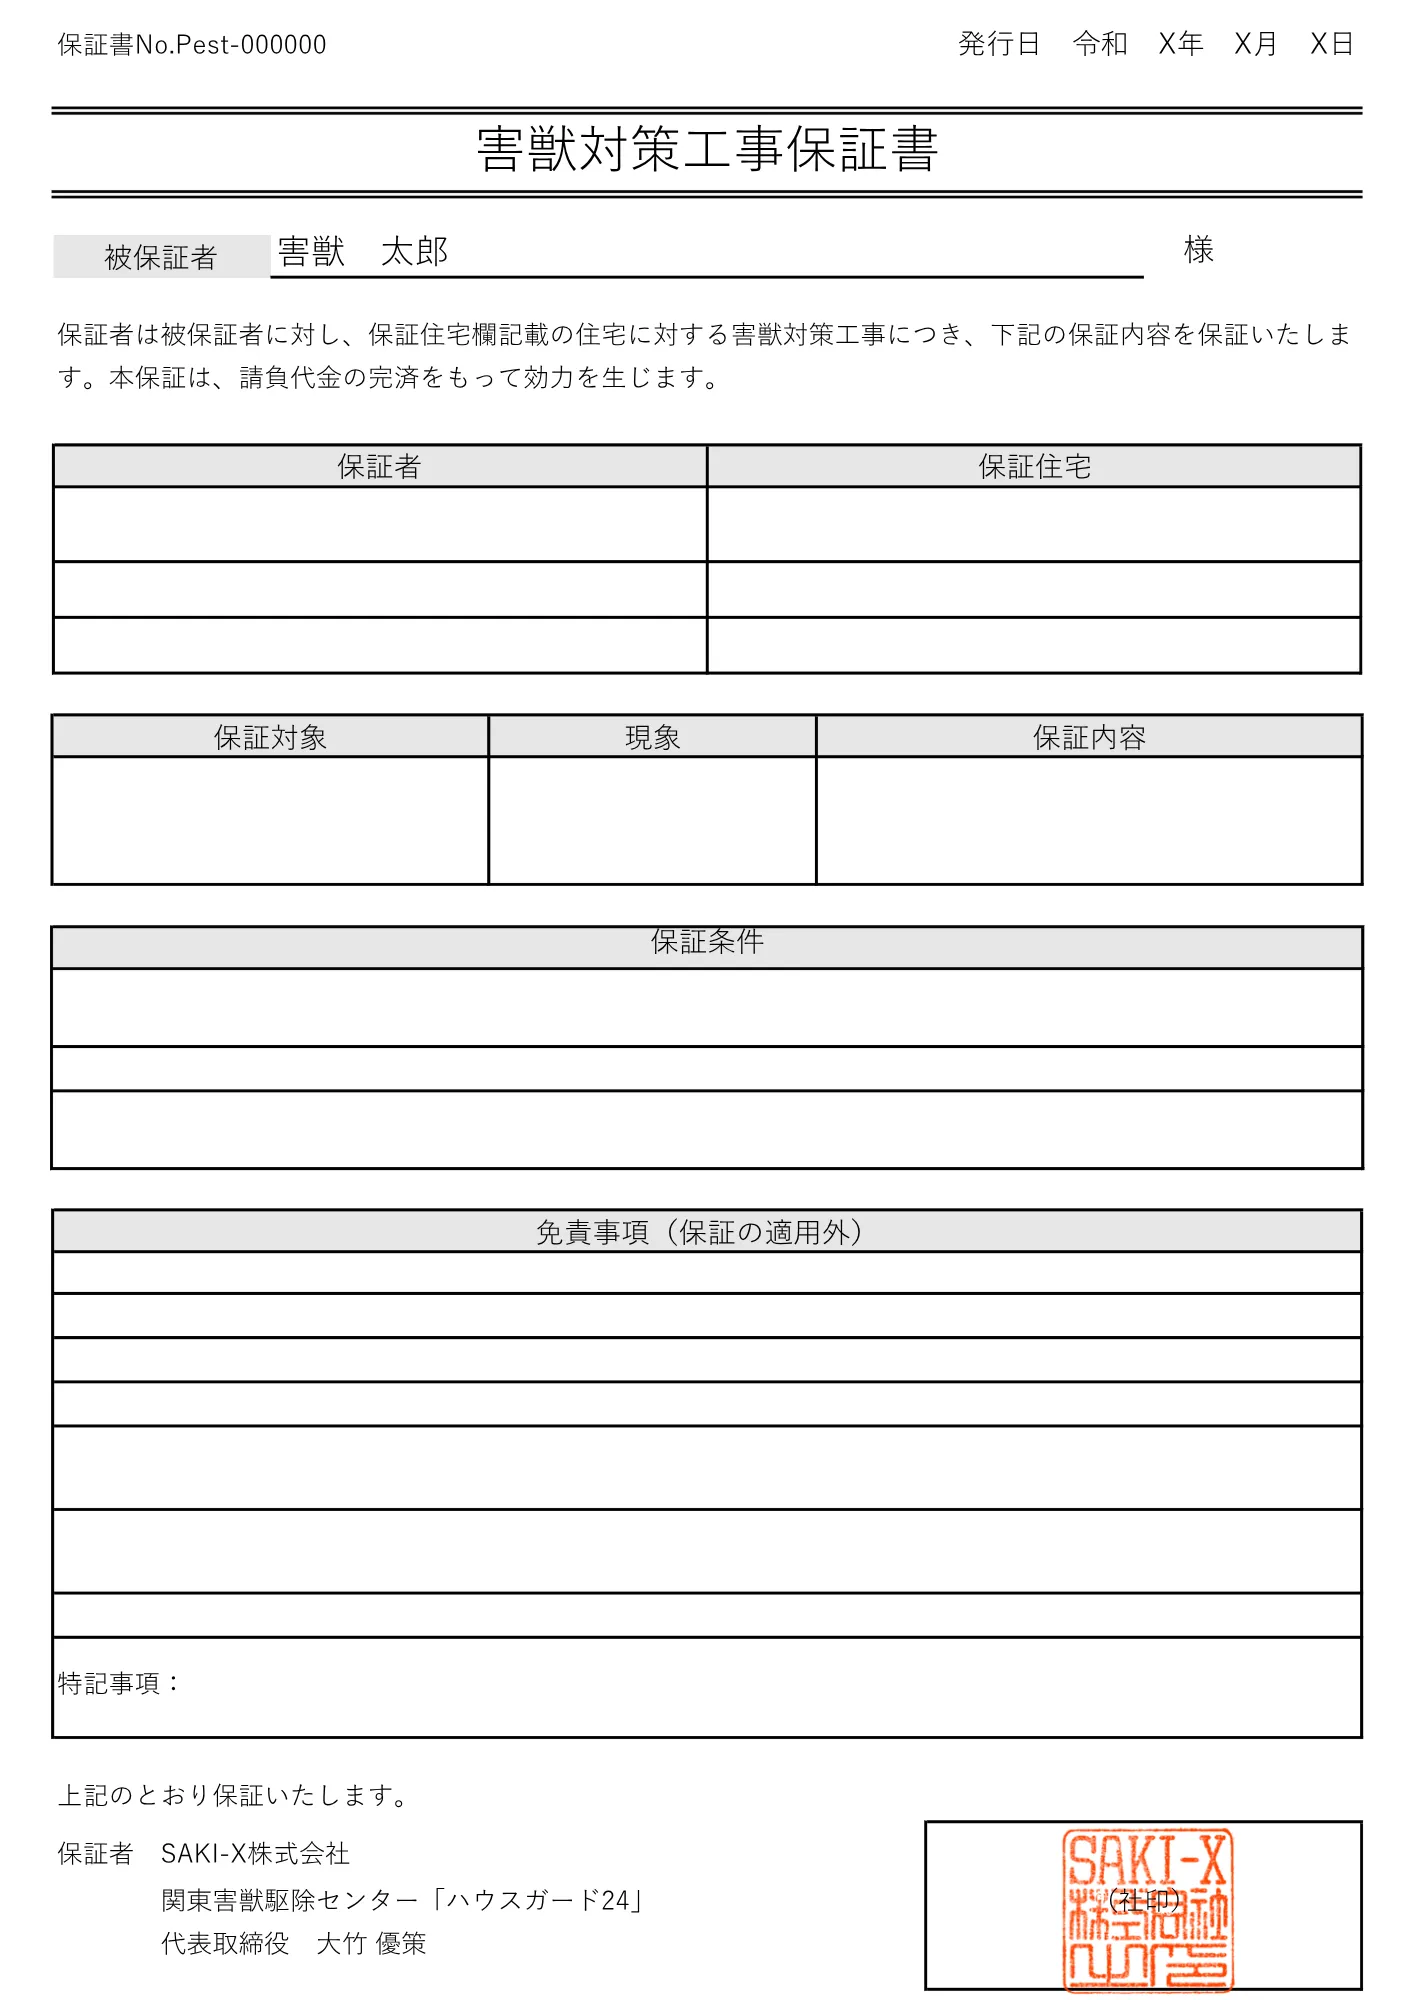 保証書No.Pest-000000
発行日　令和　X年　X月　X日
害獣対策工事保証書
被保証者 害獣　太郎 様
保証者は被保証者に対し、保証住宅欄記載の住宅に対する害獣対策工事につき、下記の保証内容を保証いたしま
す。本保証は、請負代金の完済をもって効力を生じます。
保証者 保証住宅
保証対象 現象 保証内容
保証条件
免責事項（保証の適用外）
特記事項：
上記のとおり保証いたします。
保証者　SAKI-X株式会社
関東害獣駆除センター「ハウスガード24」
代表取締役　大竹 優策
SAKI-X
（社印）
株式会社
之印